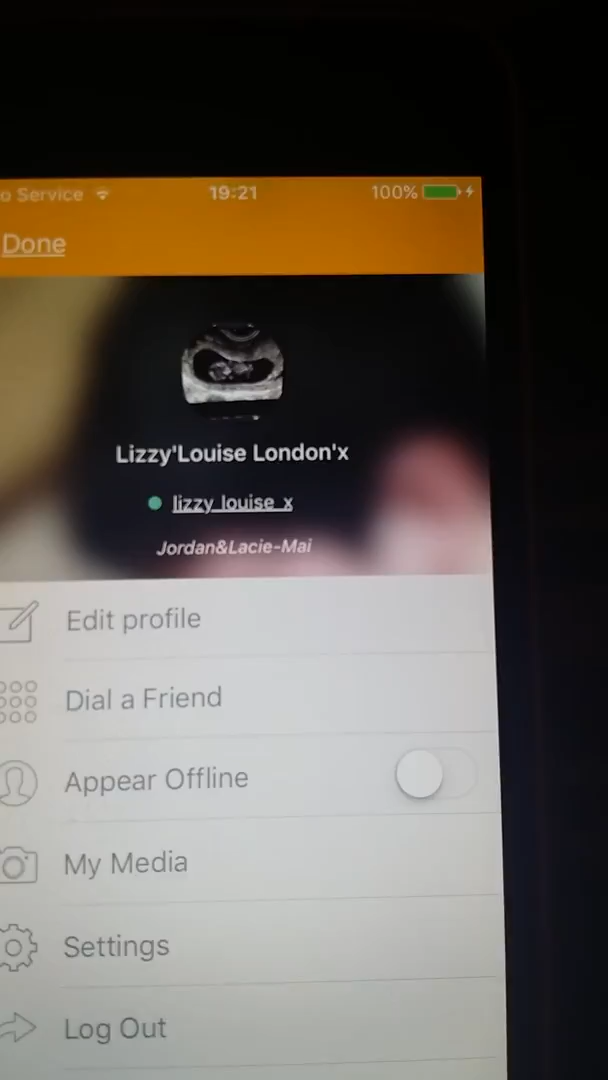 o Service 19:21 100%
Done
Lizzy'Louise London'x
lizzy_louise_x
Jordan&Lacie-Mai
Edit profile
Dial a Friend
Appear Offline
My Media
Settings
Log Out